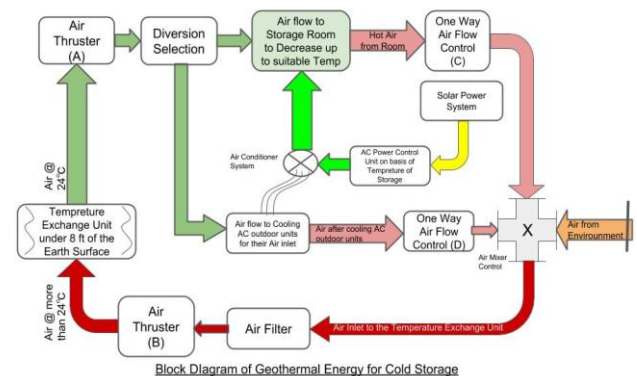 Air
Thruster
(A)
Diversion
Selection
Air flow to
Storage Room
to Decrease up
to suitable Temp
Hot Air
from Room
One Way
Air Flow
Control
(C)
Solar Power
System
Air Conditioner
System
AC Power Control
Unit on basis of
Tempreture of
Storage
Air @
24℃
Tempreture
Exchange Unit
under 8 ft of the
Earth Surface
Air flow to Cooling
AC outdoor units
for their Air inlet
Air after cooling AC
outdoor units
One Way
Air Flow
Control (D)
X
Air from
Environment
Air Mixer
Control
Air @ more
than 24℃
Air
Thruster
(B)
Air Filter
Air Inlet to the Temperature Exchange Unit
Block DIagram of Geothermal Energy for Cold Storage